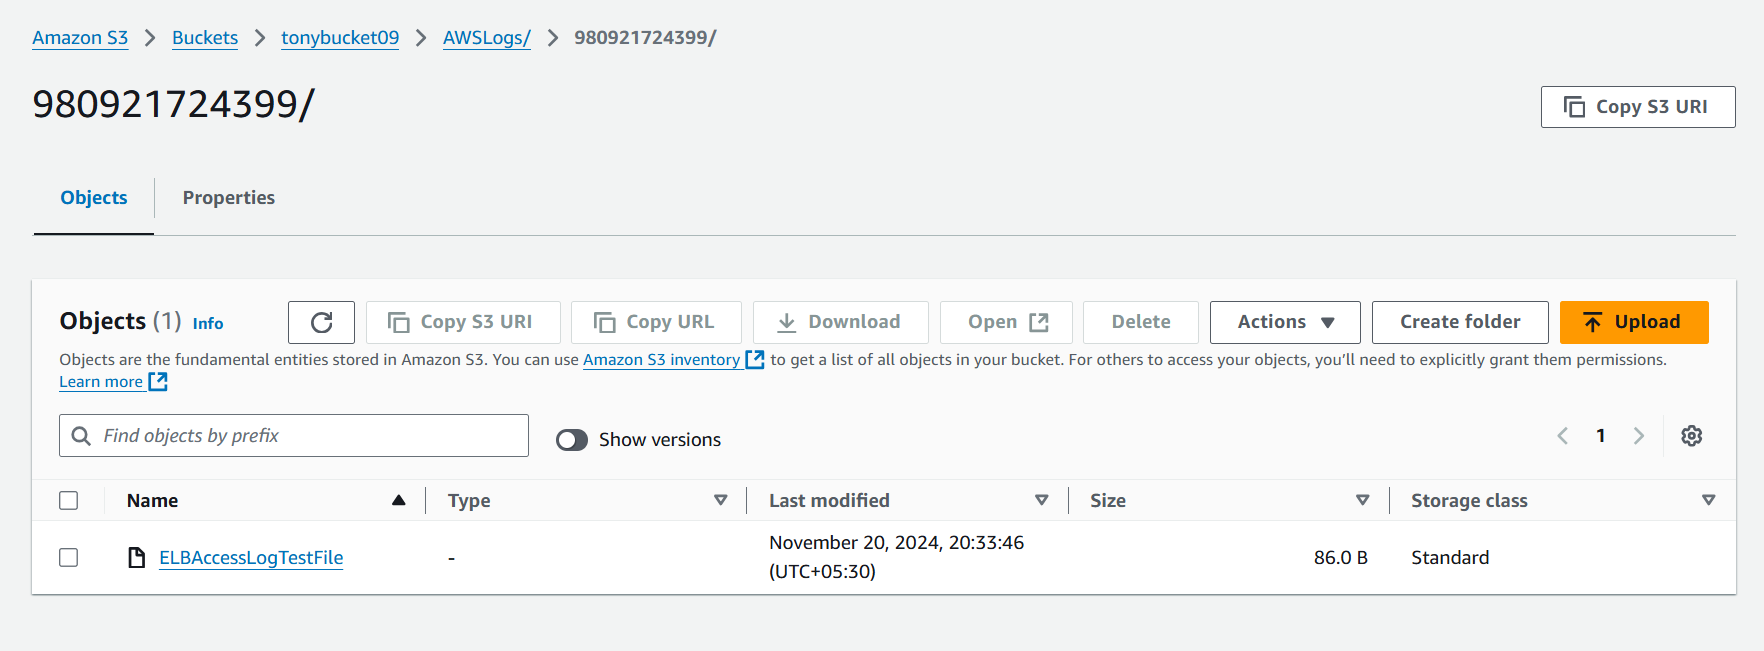 Amazon S3 > Buckets > tonybucket09 > AWSLogs/ > 980921724399/
980921724399/
Copy S3 URI
Objects Properties
Objects (1) Info Copy S3 URI Copy URL Download Open Delete Actions Create folder Upload
Objects are the fundamental entities stored in Amazon S3. You can use Amazon S3 inventory to get a list of all objects in your bucket. For others to access your objects, you’ll need to explicitly grant them permissions.
Learn more
Find objects by prefix Show versions 1
Name Type Last modified Size Storage class
ELBAccessLogTestFile - November 20, 2024, 20:33:46 86.0 B Standard
(UTC+05:30)